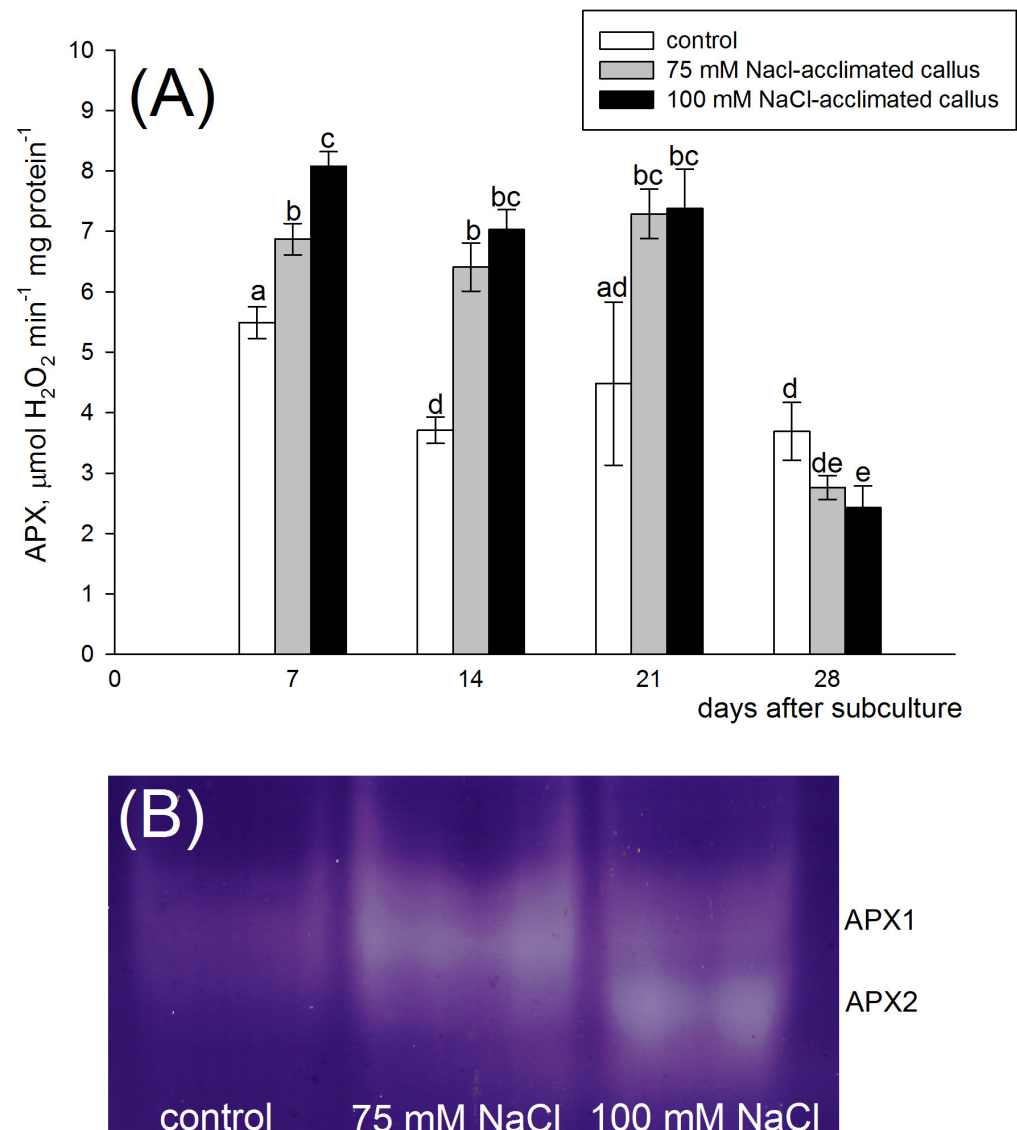 control
75 mM Nacl-acclimated callus
100 mM NaCl-acclimated callus
(A)
APX, μmol H₂O₂ min⁻¹ mg protein⁻¹
10
9
8
7
6
5
4
3
2
1
0
a
b
c
d
b
bc
ad
bc
bc
d
de
e
0 7 14 21 28
days after subculture
(B)
APX1
APX2
control 75 mM NaCl 100 mM NaCl